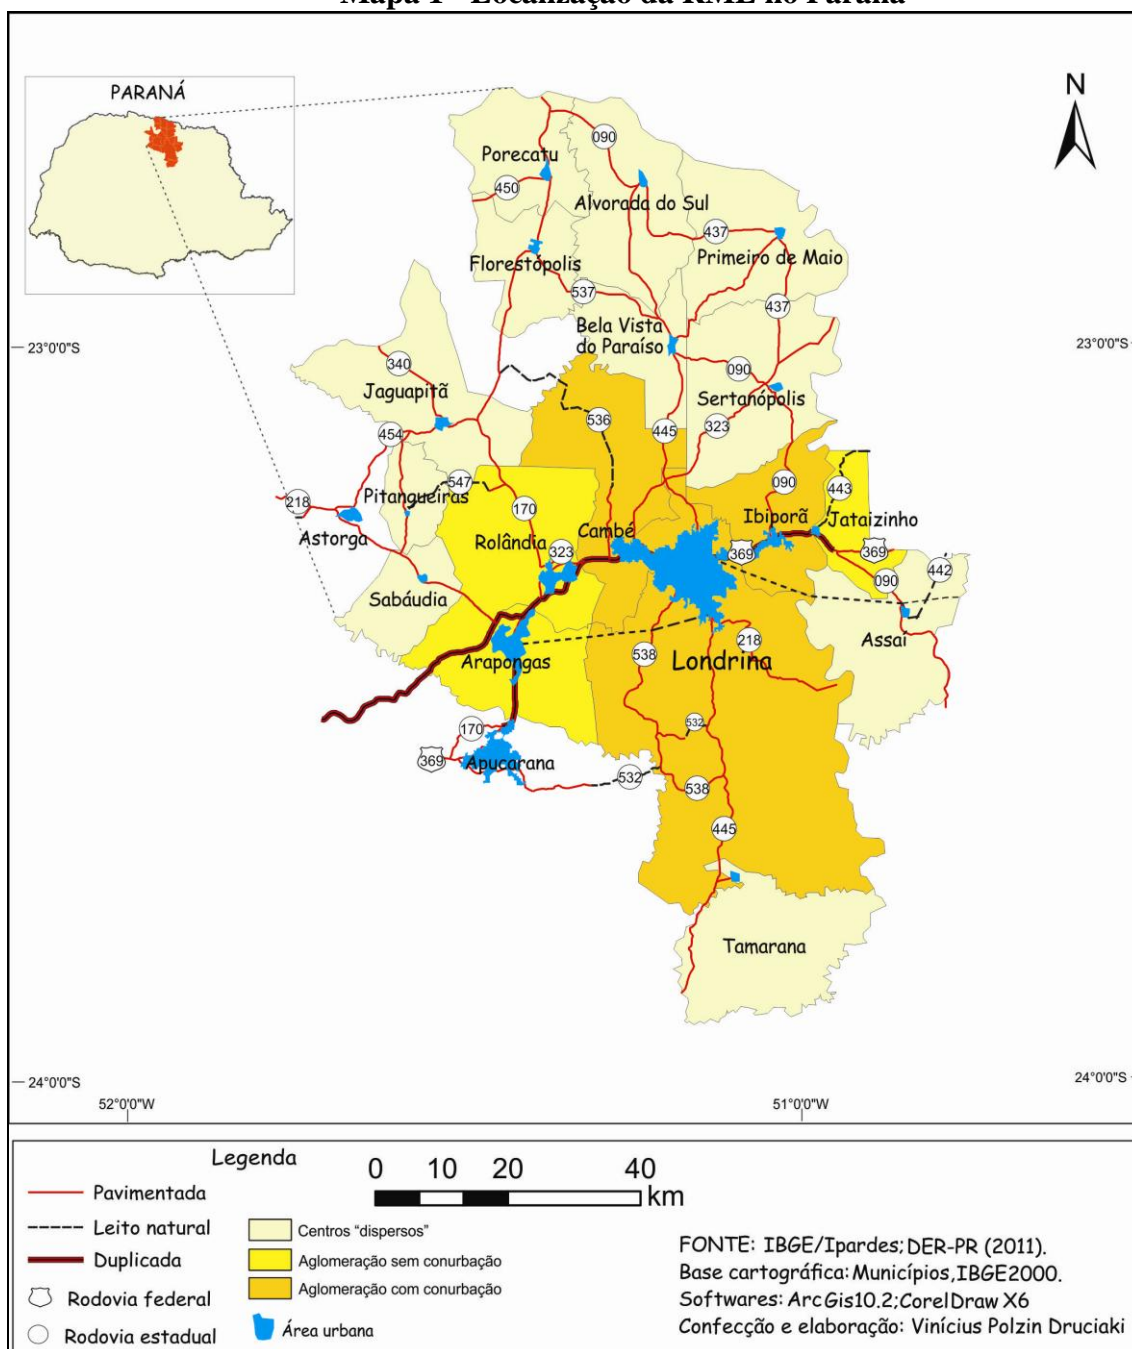 Mapa 1 - Localização da RML no Paraná
PARANÁ
N
090
Porecatu
450
Alvorada do Sul
437
Florestópolis
Primeiro de Maio
537
437
Bela Vista
do Paraíso
23°0'0"S
23°0'0"S
340
090
Jaguapitã
Sertanópolis
536
323
454
445
547
090
443
Pitangueiras
218
170
Ibiporã
Jataizinho
Astorga
Rolândia
Cambé
323
369
369
442
090
Sabáudia
Assaí
218
538
Londrina
Arapongas
170
532
369
Apucarana
532
538
445
Tamarana
24°0'0"S
24°0'0"S
52°0'0"W
51°0'0"W
Legenda
0 10 20 40
km
Pavimentada
Leito natural
Duplicada
Rodovia federal
Rodovia estadual
Centros "dispersos"
Aglomeração sem conurbação
Aglomeração com conurbação
Área urbana
FONTE: IBGE/Ipardes; DER-PR (2011).
Base cartográfica: Municípios, IBGE2000.
Softwares: ArcGis10.2; CorelDraw X6
Confecção e elaboração: Vinícius Polzin Druciaki